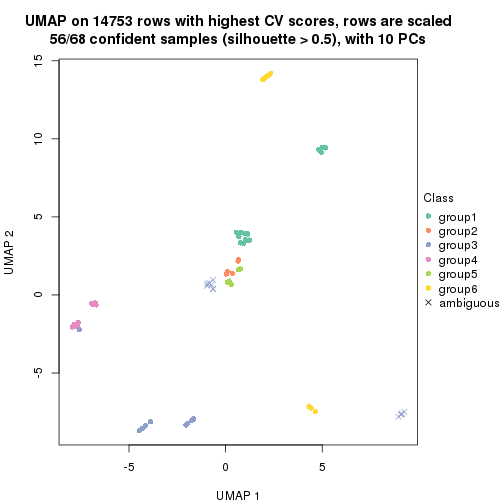 UMAP on 14753 rows with highest CV scores, rows are scaled
56/68 confident samples (silhouette > 0.5), with 10 PCs
15
10
5
0
-5
UMAP 2
-5 0 5
UMAP 1
Class
group1
group2
group3
group4
group5
group6
ambiguous